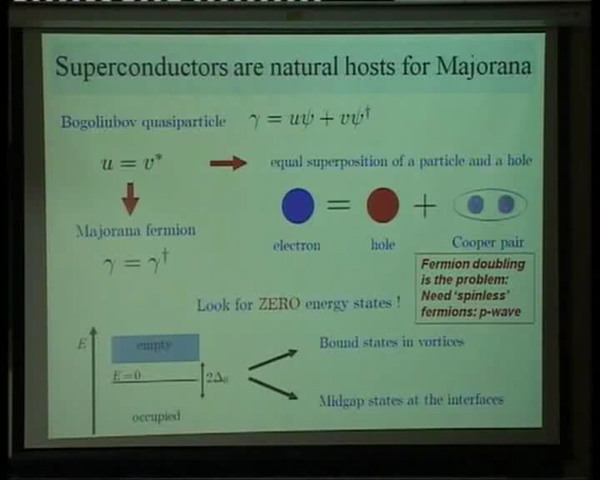 Superconductors are natural hosts for Majorana
Bogoliubov quasiparticle γ = uψ + vψ†
u = v* equal superposition of a particle and a hole
= +
Majorana fermion electron hole Cooper pair
γ = γ†
Fermion doubling
is the problem:
Need 'spinless'
fermions: p-wave
Look for ZERO energy states !
E empty Bound states in vortices
E=0 2Δ₀
occupied Midgap states at the interfaces